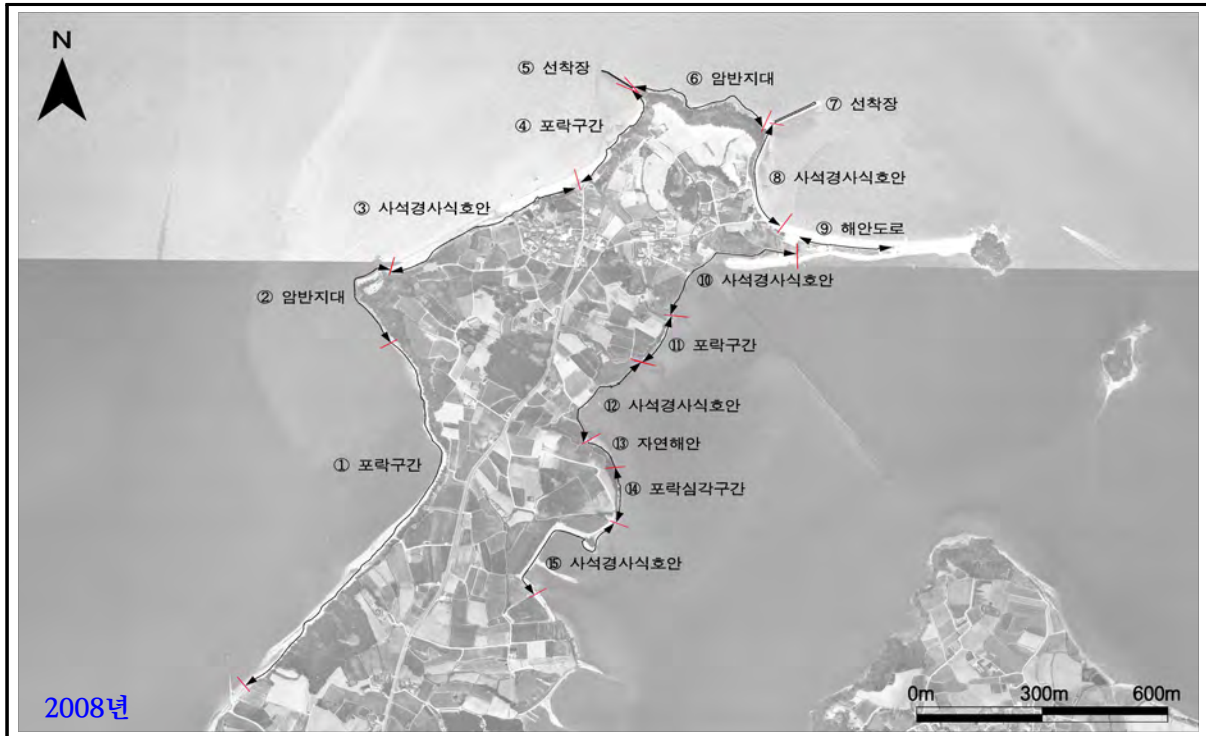 N
⑤ 선착장
⑥ 암반지대
⑦ 선착장
④ 포락구간
⑧ 사석경사식호안
③ 사석경사식호안
⑨ 해안도로
⑩ 사석경사식호안
② 암반지대
⑪ 포락구간
⑫ 사석경사식호안
⑬ 자연해안
① 포락구간
⑭ 포락심각구간
⑮ 사석경사식호안
0m 300m 600m
2008년